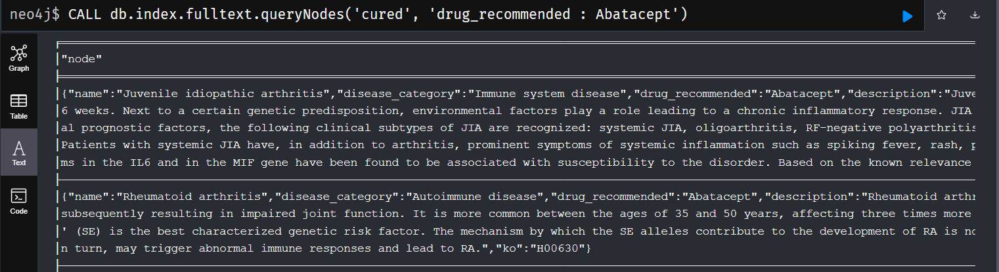 neo4j$ CALL db.index.fulltext.queryNodes('cured', 'drug_recommended : Abatacept')
Graph
Table
Text
Code
"node"
{"name":"Juvenile idiopathic arthritis","disease_category":"Immune system disease","drug_recommended":"Abatacept","description":"Juve
6 weeks. Next to a certain genetic predisposition, environmental factors play a role leading to a chronic inflammatory response. JIA
al prognostic factors, the following clinical subtypes of JIA are recognized: systemic JIA, oligoarthritis, RF-negative polyarthritis
Patients with systemic JIA have, in addition to arthritis, prominent symptoms of systemic inflammation such as spiking fever, rash, p
ms in the IL6 and in the MIF gene have been found to be associated with susceptibility to the disorder. Based on the known relevance
{"name":"Rheumatoid arthritis","disease_category":"Autoimmune disease","drug_recommended":"Abatacept","description":"Rheumatoid arthr
subsequently resulting in impaired joint function. It is more common between the ages of 35 and 50 years, affecting three times more
' (SE) is the best characterized genetic risk factor. The mechanism by which the SE alleles contribute to the development of RA is no
n turn, may trigger abnormal immune responses and lead to RA.","ko":"H00630"}